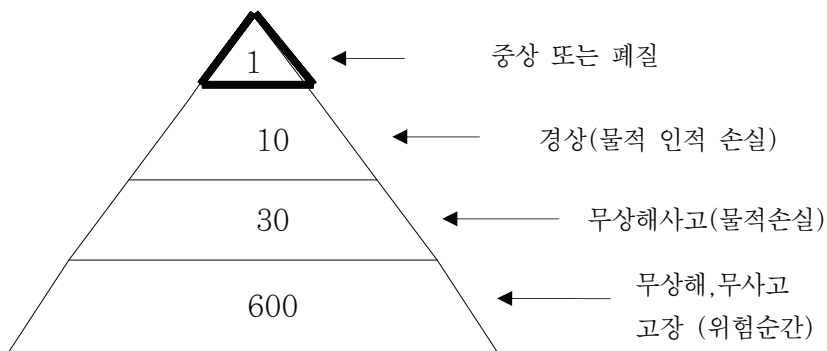 1
중상 또는 폐질
10
경상(물적 인적 손실)
30
무상해사고(물적손실)
600
무상해,무사고
고장 (위험순간)